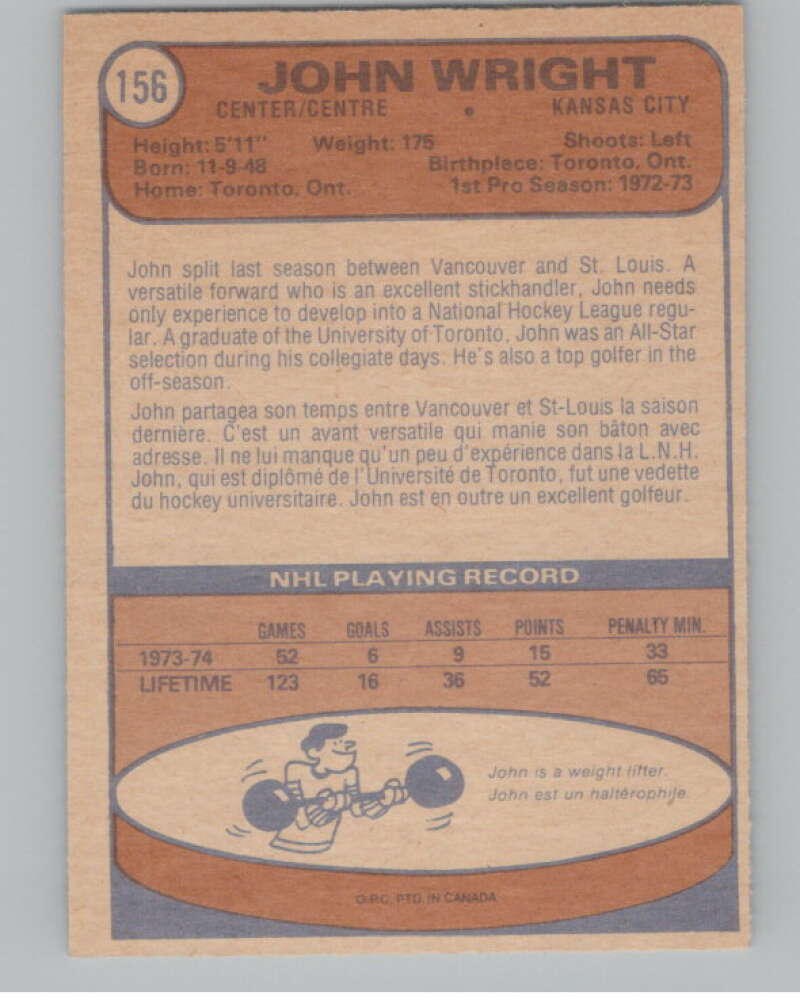 156
JOHN WRIGHT
CENTER/CENTRE • KANSAS CITY
Height: 5'11" Weight: 175 Shoots: Left
Born: 11-9-48 Birthplece: Toronto, Ont.
Home: Toronto, Ont. 1st Pro Season: 1972-73
John split last season between Vancouver and St. Louis. A
versatile forward who is an excellent stickhandler, John needs
only experience to develop into a National Hockey League regu-
lar. A graduate of the University of Toronto, John was an All-Star
selection during his collegiate days. He's also a top golfer in the
off-season.
John partagea son temps entre Vancouver et St-Louis la saison
dernière. C'est un avant versatile qui manie son bâton avec
adresse. Il ne lui manque qu'un peu d'expérience dans la L.N.H.
John, qui est diplômé de l'Université de Toronto, fut une vedette
du hockey universitaire. John est en outre un excellent golfeur.
NHL PLAYING RECORD
GAMES GOALS ASSISTS POINTS PENALTY MIN.
1973-74 52 6 9 15 33
LIFETIME 123 16 36 52 65
John is a weight lifter.
John est un haltérophile.
O.P.C. PTD. IN CANADA